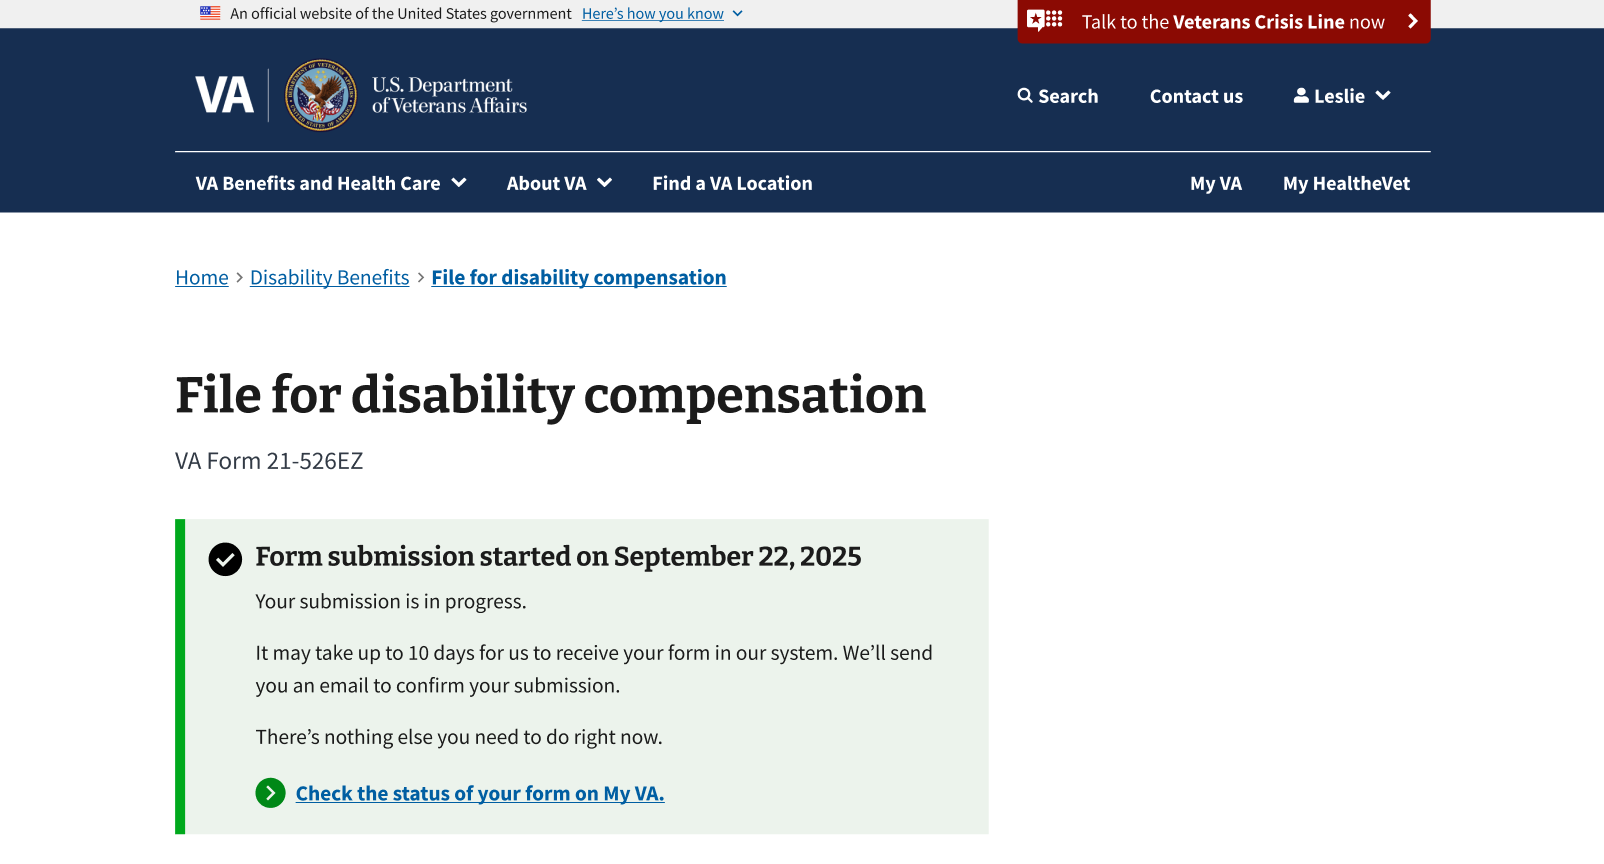 An official website of the United States government Here’s how you know
Talk to the Veterans Crisis Line now
VA
U.S. Department
of Veterans Affairs
Search Contact us Leslie
VA Benefits and Health Care About VA Find a VA Location My VA My HealtheVet
Home Disability Benefits File for disability compensation
File for disability compensation
VA Form 21-526EZ
Form submission started on September 22, 2025
Your submission is in progress.
It may take up to 10 days for us to receive your form in our system. We’ll send
you an email to confirm your submission.
There’s nothing else you need to do right now.
Check the status of your form on My VA.